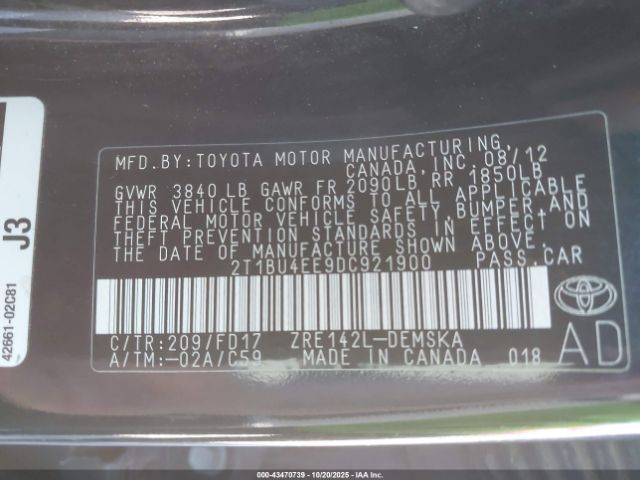 MFD. BY: TOYOTA MOTOR MANUFACTURING,
CANADA, INC. 08/12
GVWR 3840 LB GAWR FR 2090LB, RR 1850LB
THIS VEHICLE CONFORMS TO ALL APPLICABLE
FEDERAL MOTOR VEHICLE SAFETY, BUMPER, AND
THEFT PREVENTION STANDARDS IN EFFECT ON
THE DATE OF MANUFACTURE SHOWN ABOVE.
2T1BU4EE9DC921900 PASS. CAR
C/TR: 209/FD17 ZRE142L-DEMSKA
A/TM: -02A/C59 MADE IN CANADA 018
AD
J3
42661-02C81
© IAA - 00-43470739 | 10/20/2025 - IAAI.COM